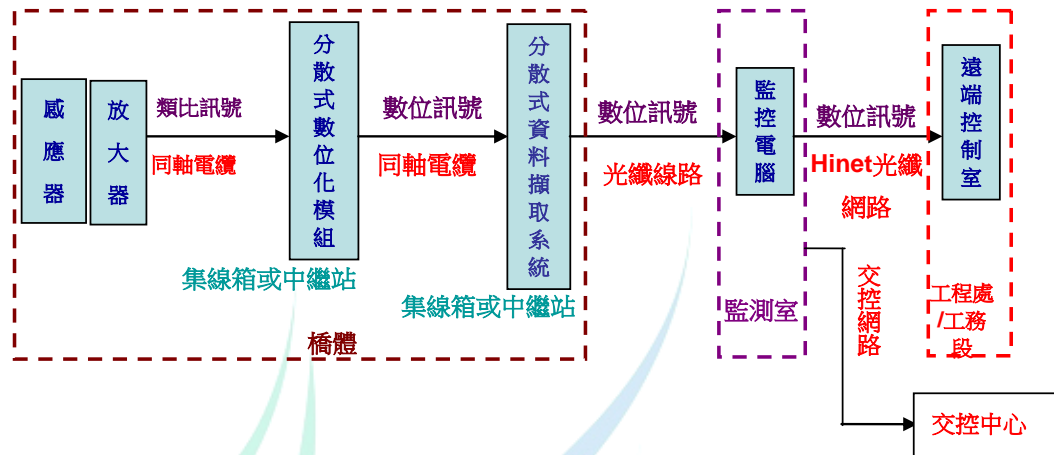 感應器
放大器
類比訊號
同軸電纜
分散式數位化模組
集線箱或中繼站
數位訊號
同軸電纜
分散式資料擷取系統
集線箱或中繼站
橋體
數位訊號
光纖線路
監控電腦
監測室
數位訊號
Hinet光纖
網路
遠端控制室
工程處
/工務
段
交控網路
交控中心